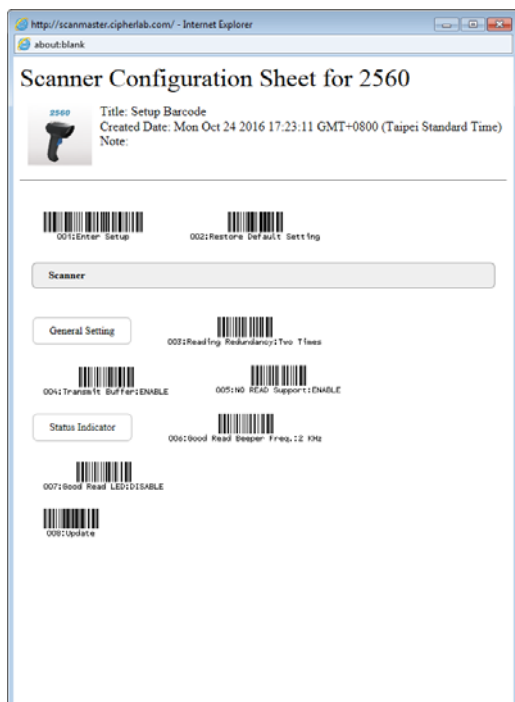 http://scanmaster.cipherlab.com/ - Internet Explorer
about:blank
Scanner Configuration Sheet for 2560
2560
Title: Setup Barcode
Created Date: Mon Oct 24 2016 17:23:11 GMT+0800 (Taipei Standard Time)
Note:
001:Enter Setup
002:Restore Default Setting
Scanner
General Setting
003:Reading Redundancy:Two Times
004:Transmit Buffer:ENABLE
005:NO READ Support:ENABLE
Status Indicator
006:Good Read Beeper Freq.:2 KHz
007:Good Read LED:DISABLE
008:Update